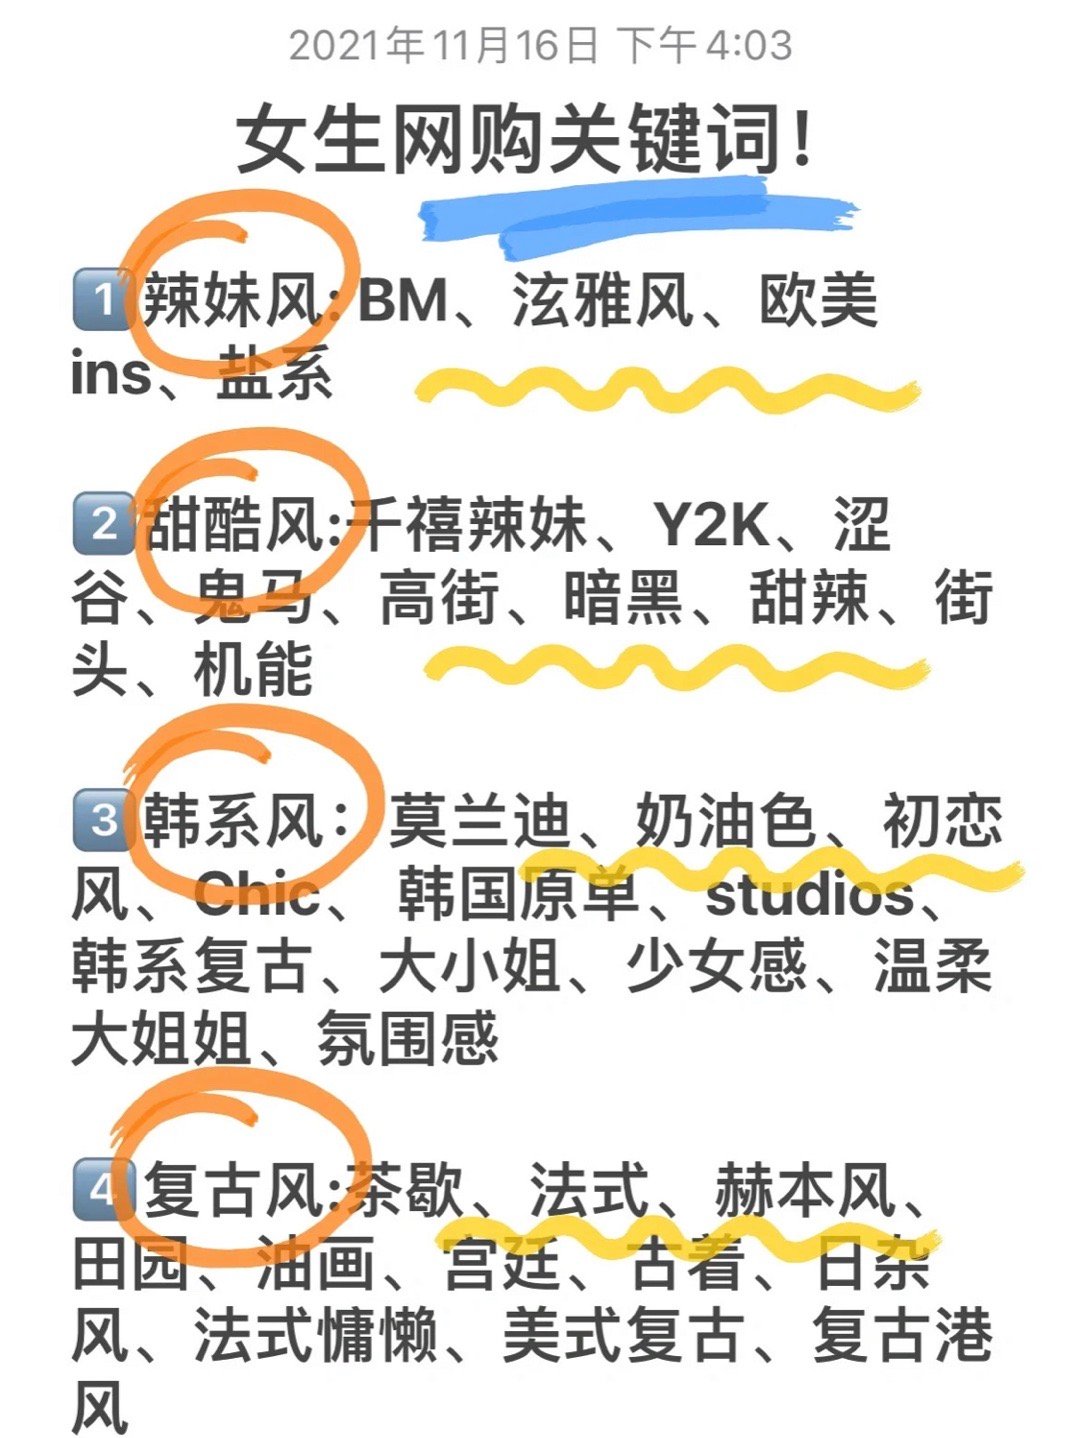 2021年11月16日 下午4:03
女生网购关键词！
1 辣妹风: BM、泫雅风、欧美
ins、盐系
2 甜酷风:千禧辣妹、Y2K、涩
谷、鬼马、高街、暗黑、甜辣、街
头、机能
3 韩系风：莫兰迪、奶油色、初恋
风、Chic、 韩国原单、studios、
韩系复古、大小姐、少女感、温柔
大姐姐、氛围感
4 复古风:茶歇、法式、赫本风、
田园、油画、宫廷、古着、日杂
风、法式慵懒、美式复古、复古港
风